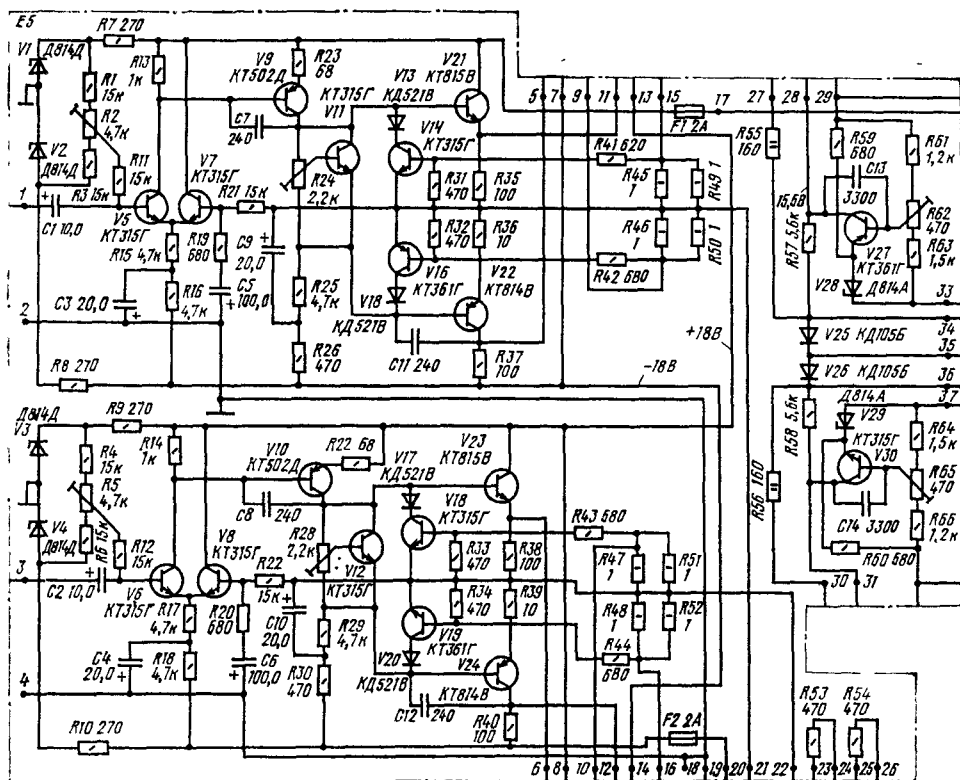 E5
R7 270
V1
Д814Д
R13
1к
R1
15к
R2
4,7к
V2
Д814Д
R3 15к
R11
15к
V7
КТ315Г
R21 15к
1
C1 10,0
V5
КТ315Г
R15 4,7к
R19
680
R16
4,7к
C3 20,0
C5
100,0
C9
20,0
2
R8 270
V9
КТ502Д
R23
68
C7
240
КТ315Г
V11
R24
2,2к
R25
4,7к
R26
470
V13
КД521В
V14
КТ315Г
V21
КТ815В
R31
470
R32
470
R35
100
R36
10
V16
КТ361Г
V22
КТ814В
V18
КД521В
C11 240
R37
100
R41 620
R45
1
R46
1
R42 680
R49 1
R50 1
5
7
9
11
13
15
F1 2А
17
27
28
29
R55
160
R59
680
C13
3300
R61
1,2к
R62
470
R63
1,5к
15,5В
R57 5,6к
V27
КТ361Г
V28
Д814А
33
34
35
36
37
V25 КД105Б
V26 КД105Б
+18В
-18В
R58 5,6к
Д814А
V29
КТ315Г
V30
R64
1,5к
R65
470
R66
1,2к
R56 160
C14
3300
R60 680
30
31
Д814Д
V3
R9 270
R14
1к
R4
15к
R5
4,7к
V4
Д814Д
R6 15к
R12
15к
V8
КТ315Г
R22
15к
3
C2 10,0
V6
КТ315Г
R17
4,7к
R20
680
R18
4,7к
C4
20,0
C6
100,0
C10
20,0
4
R10 270
V10
КТ502Д
R22 68
C8
240
R28
2,2к
V12
КТ315Г
R29
4,7к
R30
470
V17
КД521В
V18
КТ315Г
V23
КТ815В
R33
470
R34
470
R38
100
R39
10
V19
КТ361Г
V20
КД521В
V24
КТ814В
C12 240
R40
100
R43 680
R47
1
R48
1
R51
1
R52
1
R44
680
F2 2А
R53
470
R54
470
6
8
10
12
14
16
18
19
20
21
22
23
24
25
26